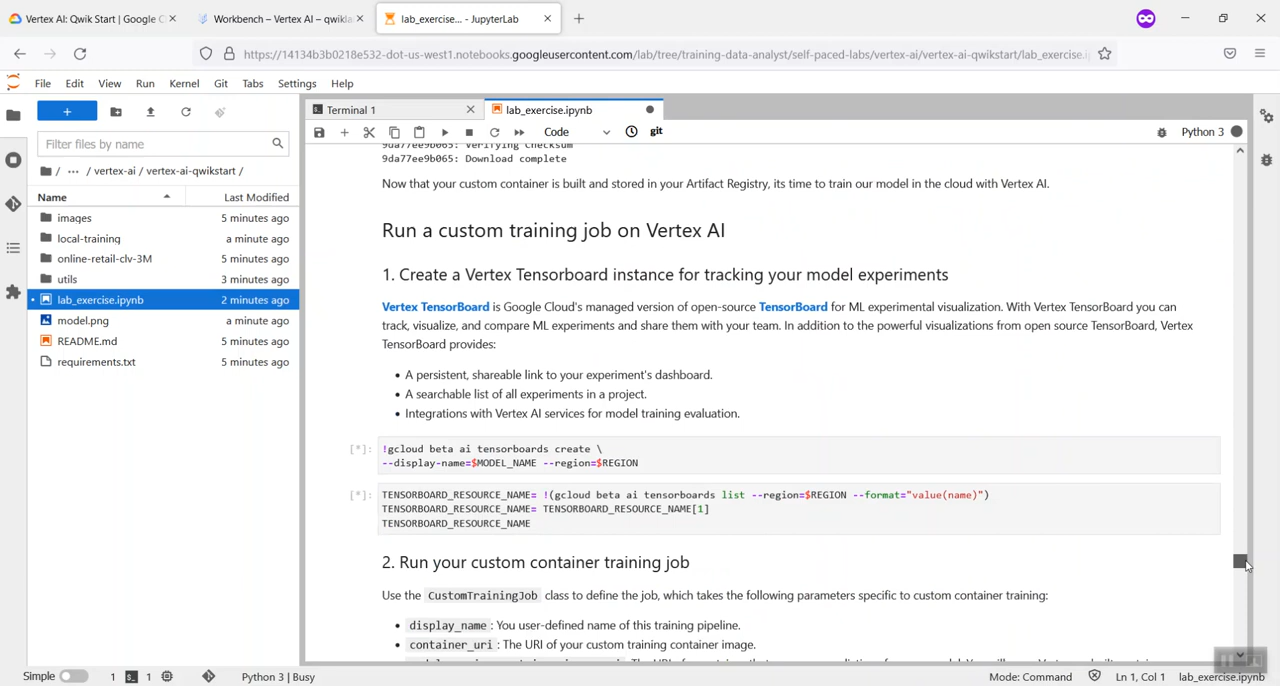 Vertex AI: Qwik Start | Google C
Workbench – Vertex AI – qwikla
lab_exercise... - JupyterLab
https://14134b3b0218e532-dot-us-west1.notebooks.googleusercontent.com/lab/tree/training-data-analyst/self-paced-labs/vertex-ai/vertex-ai-qwikstart/lab_exercise.i
File Edit View Run Kernel Git Tabs Settings Help
Terminal 1
lab_exercise.ipynb
Code
git
Python 3
Filter files by name
/ ··· / vertex-ai / vertex-ai-qwikstart /
Name Last Modified
images 5 minutes ago
local-training a minute ago
online-retail-clv-3M 5 minutes ago
utils 3 minutes ago
lab_exercise.ipynb 2 minutes ago
model.png a minute ago
README.md 5 minutes ago
requirements.txt 5 minutes ago
9da77ee9b065: Verifying Checksum
9da77ee9b065: Download complete
Now that your custom container is built and stored in your Artifact Registry, its time to train our model in the cloud with Vertex AI.
Run a custom training job on Vertex AI
1. Create a Vertex Tensorboard instance for tracking your model experiments
Vertex TensorBoard is Google Cloud's managed version of open-source TensorBoard for ML experimental visualization. With Vertex TensorBoard you can
track, visualize, and compare ML experiments and share them with your team. In addition to the powerful visualizations from open source TensorBoard, Vertex
TensorBoard provides:
• A persistent, shareable link to your experiment's dashboard.
• A searchable list of all experiments in a project.
• Integrations with Vertex AI services for model training evaluation.
[*]: !gcloud beta ai tensorboards create \
--display-name=$MODEL_NAME --region=$REGION
[*]: TENSORBOARD_RESOURCE_NAME= !(gcloud beta ai tensorboards list --region=$REGION --format="value(name)")
TENSORBOARD_RESOURCE_NAME= TENSORBOARD_RESOURCE_NAME[1]
TENSORBOARD_RESOURCE_NAME
2. Run your custom container training job
Use the CustomTrainingJob class to define the job, which takes the following parameters specific to custom container training:
• display_name : You user-defined name of this training pipeline.
• container_uri : The URI of your custom training container image.
Simple 1 1 Python 3 | Busy Mode: Command Ln 1, Col 1 lab_exercise.ipynb